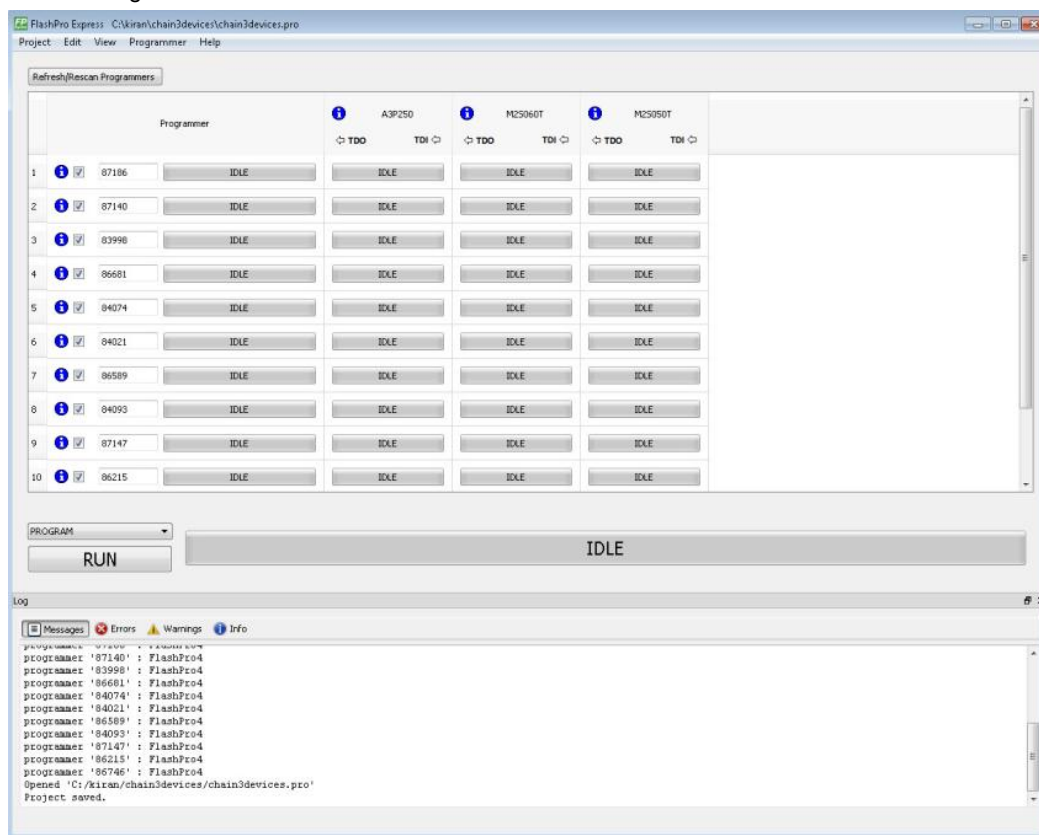 FlashPro Express C:\kiran\chain3devices\chain3devices.pro
Project Edit View Programmer Help
Refresh/Rescan Programmers
Programmer A3P250 M2S060T M2S050T
TDO TDI TDO TDI TDO TDI
1 87186 IDLE IDLE IDLE IDLE
2 87140 IDLE IDLE IDLE IDLE
3 83998 IDLE IDLE IDLE IDLE
4 86681 IDLE IDLE IDLE IDLE
5 84074 IDLE IDLE IDLE IDLE
6 84021 IDLE IDLE IDLE IDLE
7 86589 IDLE IDLE IDLE IDLE
8 84093 IDLE IDLE IDLE IDLE
9 87147 IDLE IDLE IDLE IDLE
10 86215 IDLE IDLE IDLE IDLE
PROGRAM
RUN IDLE
Log
Messages Errors Warnings Info
programmer '87140' : FlashPro4
programmer '83998' : FlashPro4
programmer '86681' : FlashPro4
programmer '84074' : FlashPro4
programmer '84021' : FlashPro4
programmer '86589' : FlashPro4
programmer '84093' : FlashPro4
programmer '87147' : FlashPro4
programmer '86215' : FlashPro4
programmer '86746' : FlashPro4
Opened 'C:/kiran/chain3devices/chain3devices.pro'
Project saved.